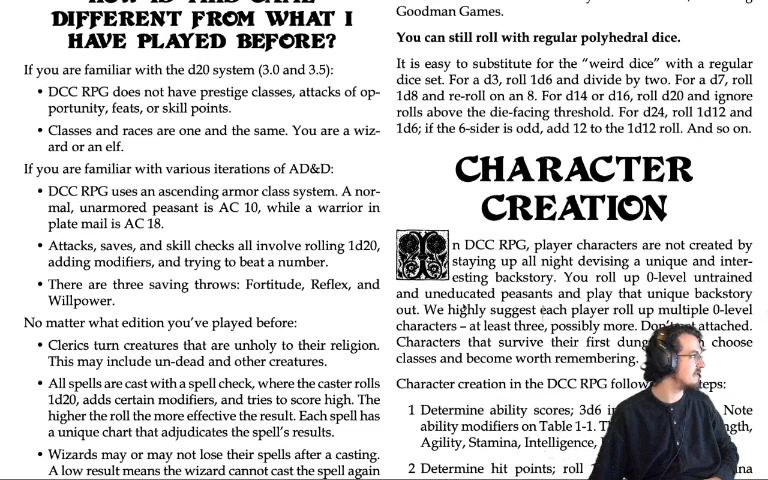 DIFFERENT FROM WHAT I
HAVE PLAYED BEFORE?
If you are familiar with the d20 system (3.0 and 3.5):
• DCC RPG does not have prestige classes, attacks of op-
portunity, feats, or skill points.
• Classes and races are one and the same. You are a wiz-
ard or an elf.
If you are familiar with various iterations of AD&D:
• DCC RPG uses an ascending armor class system. A nor-
mal, unarmored peasant is AC 10, while a warrior in
plate mail is AC 18.
• Attacks, saves, and skill checks all involve rolling 1d20,
adding modifiers, and trying to beat a number.
• There are three saving throws: Fortitude, Reflex, and
Willpower.
No matter what edition you've played before:
• Clerics turn creatures that are unholy to their religion.
This may include un-dead and other creatures.
• All spells are cast with a spell check, where the caster rolls
1d20, adds certain modifiers, and tries to score high. The
higher the roll the more effective the result. Each spell has
a unique chart that adjudicates the spell's results.
• Wizards may or may not lose their spells after a casting.
A low result means the wizard cannot cast the spell again
Goodman Games.
You can still roll with regular polyhedral dice.
It is easy to substitute for the "weird dice" with a regular
dice set. For a d3, roll 1d6 and divide by two. For a d7, roll
1d8 and re-roll on an 8. For d14 or d16, roll d20 and ignore
rolls above the die-facing threshold. For d24, roll 1d12 and
1d6; if the 6-sider is odd, add 12 to the 1d12 roll. And so on.
CHARACTER
CREATION
In DCC RPG, player characters are not created by
staying up all night devising a unique and inter-
esting backstory. You roll up 0-level untrained
and uneducated peasants and play that unique backstory
out. We highly suggest each player roll up multiple 0-level
characters – at least three, possibly more. attached.
Characters that survive their first choose
classes and become worth remembering.
Character creation in the DCC RPG
1 Determine ability scores; 3d6 Note
ability modifiers on Table 1-1.
Agility, Stamina, Intelligence,
2 Determine hit points; roll